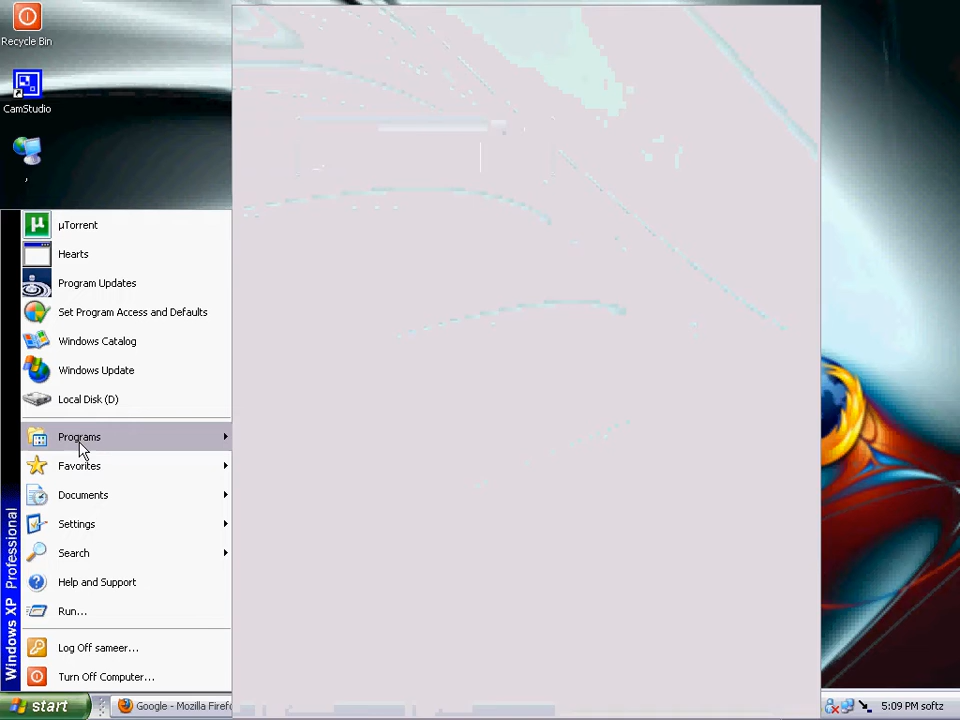 Recycle Bin
CamStudio
,
µTorrent
Hearts
Program Updates
Set Program Access and Defaults
Windows Catalog
Windows Update
Local Disk (D)
Programs
Favorites
Documents
Settings
Search
Help and Support
Run...
Log Off sameer...
Turn Off Computer...
Windows XP Professional
start
Google - Mozilla Firef
5:09 PM softz